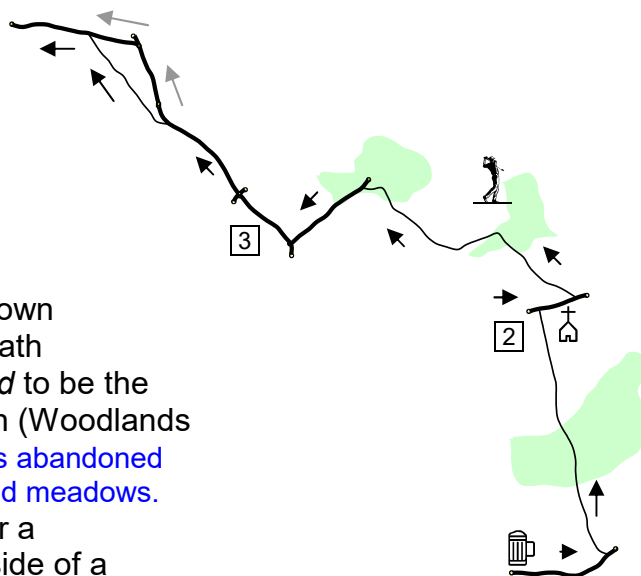 3
2
own
ath
d to be the
n (Woodlands
s abandoned
d meadows.
r a
side of a